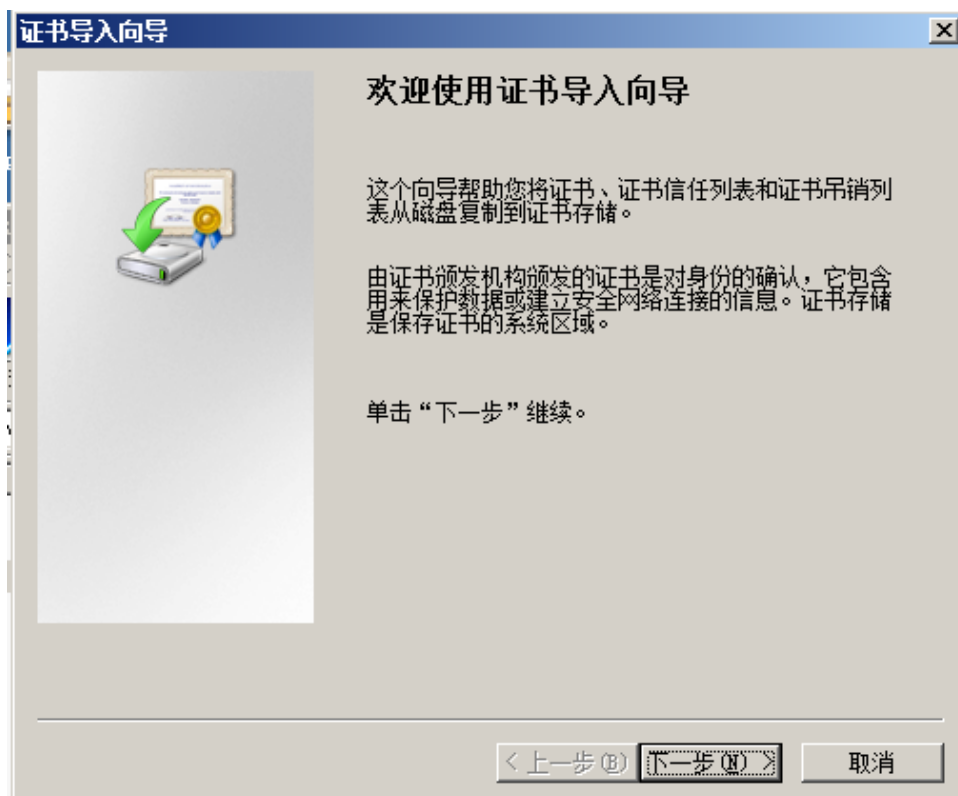 证书导入向导
欢迎使用证书导入向导
这个向导帮助您将证书、证书信任列表和证书吊销列
表从磁盘复制到证书存储。
由证书颁发机构颁发的证书是对身份的确认，它包含
用来保护数据或建立安全网络连接的信息。证书存储
是保存证书的系统区域。
单击“下一步”继续。
< 上一步(B) 下一步(N) > 取消